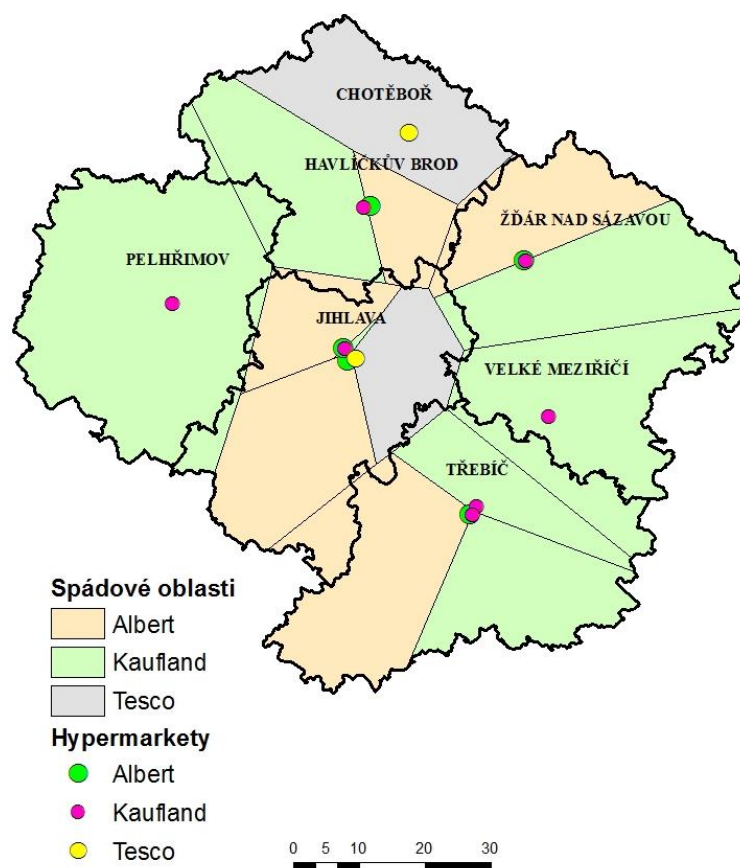 CHOTĚBOŘ
HAVLÍČKŮV BROD
ŽĎÁR NAD SÁZAVOU
PELHŘIMOV
JIHLAVA
VELKÉ MEZIŘÍČÍ
TŘEBÍČ
Spádové oblasti
Albert
Kaufland
Tesco
Hypermarkety
Albert
Kaufland
Tesco
0 5 10 20 30